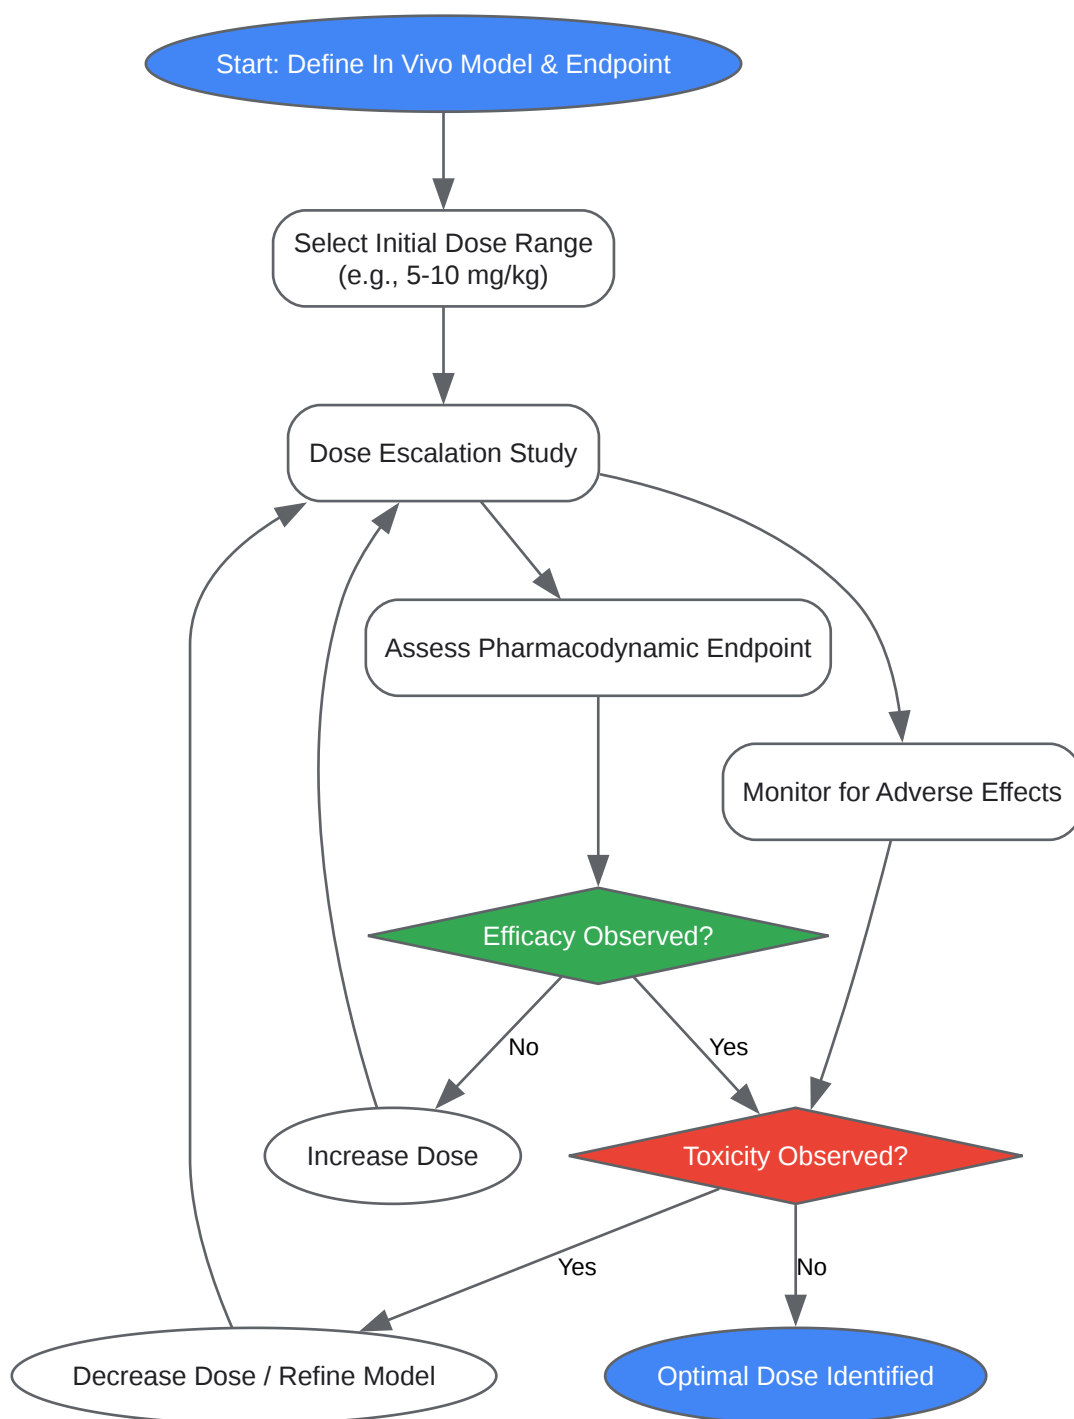 Start: Define In Vivo Model & Endpoint
Select Initial Dose Range
(e.g., 5-10 mg/kg)
Dose Escalation Study
Assess Pharmacodynamic Endpoint
Monitor for Adverse Effects
Efficacy Observed?
No
Yes
Increase Dose
Toxicity Observed?
Yes
No
Decrease Dose / Refine Model
Optimal Dose Identified